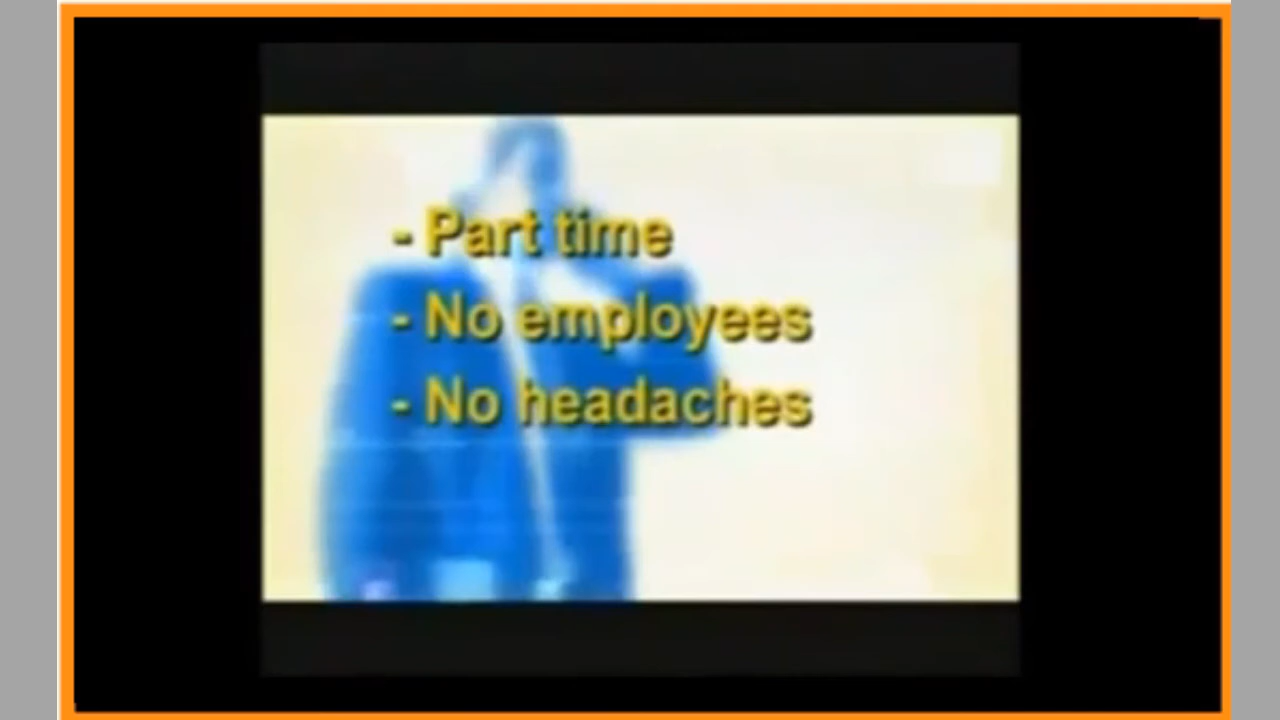 - Part time
- No employees
- No headaches